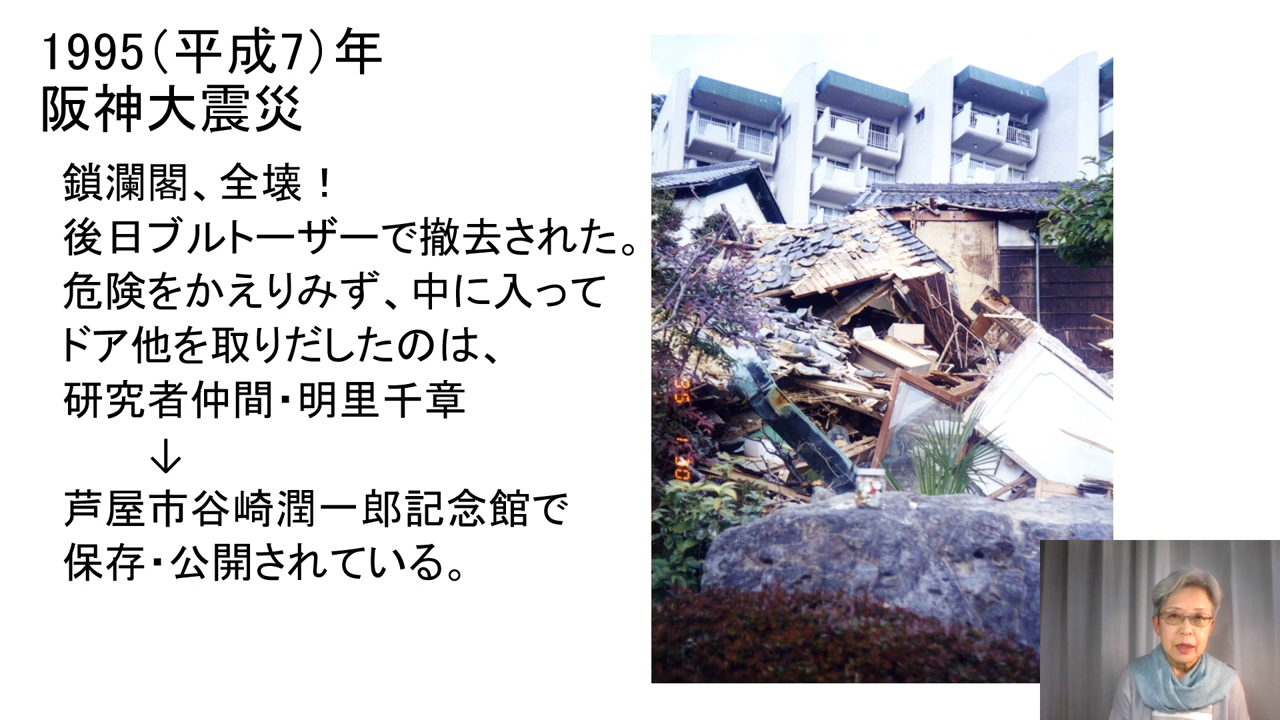 1995(平成7)年
阪神大震災
鎖瀾閣、全壊！
後日ブルトーザーで撤去された。
危険をかえりみず、中に入って
ドア他を取りだしたのは、
研究者仲間・明里千章
↓
芦屋市谷崎潤一郎記念館で
保存・公開されている。